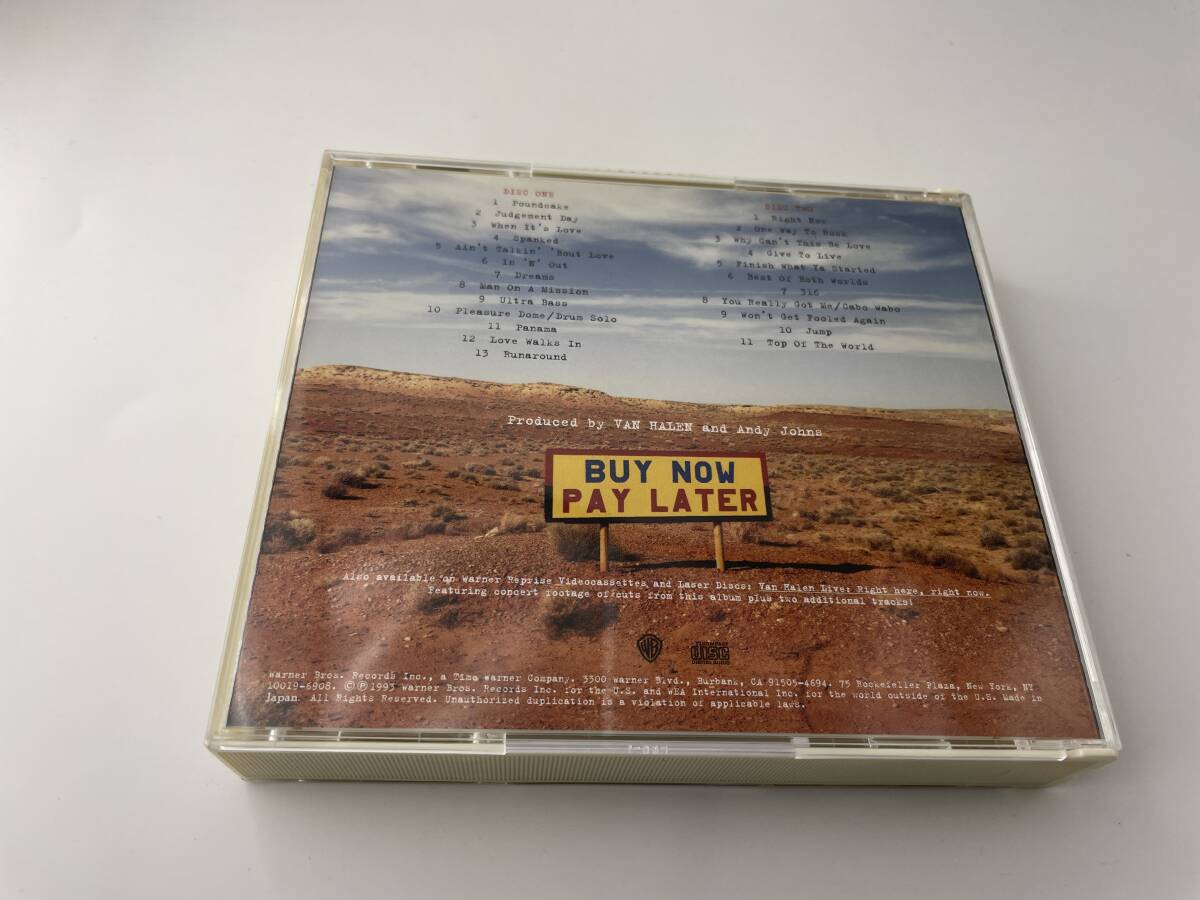 DISC ONE
1 Poundcake
2 Judgement Day
3 When It's Love
4 Spanked
5 Ain't Talkin' 'Bout Love
6 In 'N' Out
7 Dreams
8 Man On A Mission
9 Ultra Bass
10 Pleasure Dome/Drum Solo
11 Panama
12 Love Walks In
13 Runaround
DISC TWO
1 Right Now
2 One Way To Rock
3 Why Can't This Be Love
4 Give To Live
5 Finish What Ya Started
6 Best Of Both Worlds
7 316
8 You Really Got Me/Cabo Wabo
9 Won't Get Fooled Again
10 Jump
11 Top Of The World
Produced by VAN HALEN and Andy Johns
BUY NOW
PAY LATER
Also available on Warner Reprise Videocassettes and Laser Discs: Van Halen Live: Right here, right now.
Featuring concert footage of cuts from this album plus two additional tracks!
WB
COMPACT
disc
DIGITAL AUDIO
Warner Bros. Records Inc., a Time Warner Company. 3300 Warner Blvd., Burbank, CA 91505-4694. 75 Rockefeller Plaza, New York, NY
10019-6908. ©℗1993 Warner Bros. Records Inc. for the U.S. and WEA International Inc. for the world outside of the U.S. Made in
Japan. All Rights Reserved. Unauthorized duplication is a violation of applicable laws.